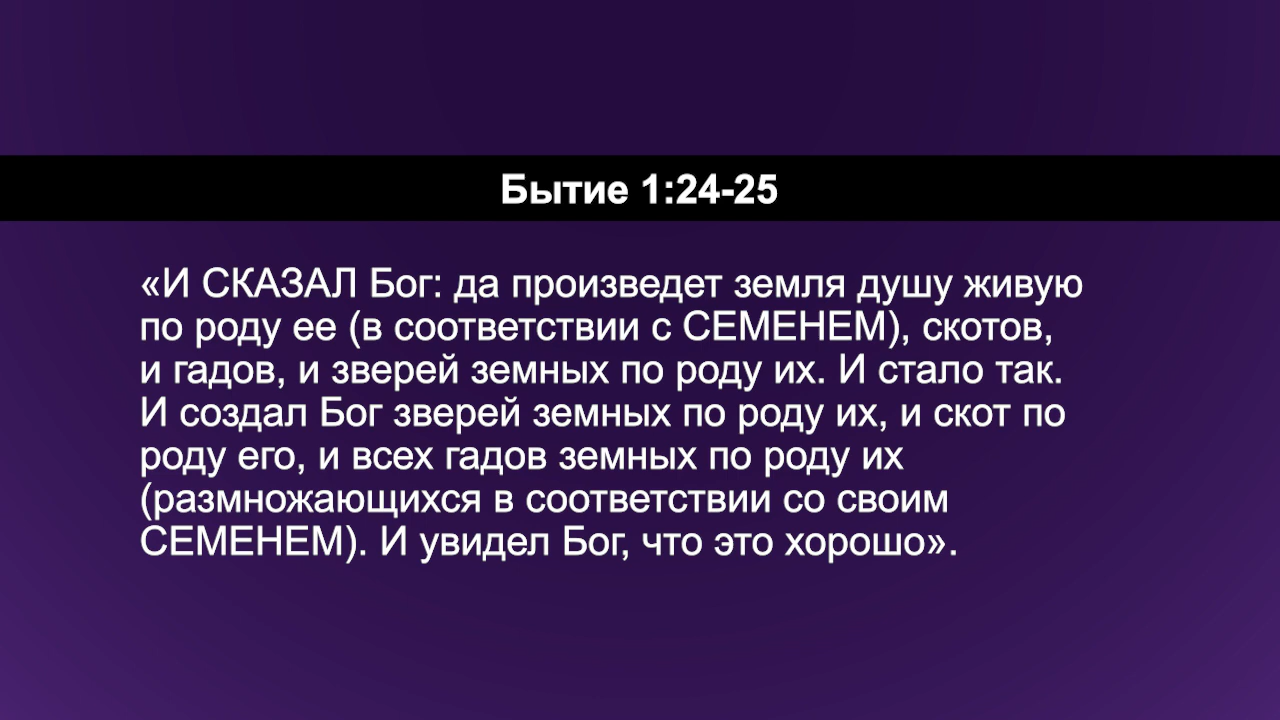 Бытие 1:24-25
«И СКАЗАЛ Бог: да произведет земля душу живую
по роду ее (в соответствии с СЕМЕНЕМ), скотов,
и гадов, и зверей земных по роду их. И стало так.
И создал Бог зверей земных по роду их, и скот по
роду его, и всех гадов земных по роду их
(размножающихся в соответствии со своим
СЕМЕНЕМ). И увидел Бог, что это хорошо».